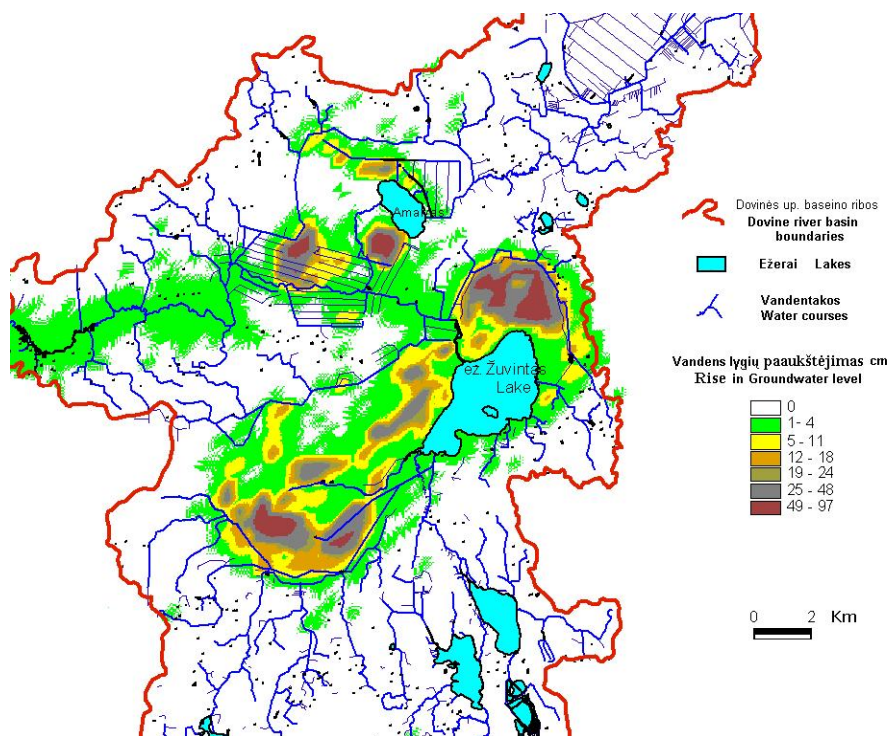 Amalvas
ež. Žuvintas
Lake
Dovinės up. baseino ribos
Dovine river basin
boundaries
Ežerai Lakes
Vandentakos
Water courses
Vandens lygių paaukštėjimas cm
Rise in Groundwater level
0
1- 4
5 - 11
12 - 18
19 - 24
25 - 48
49 - 97
0 2 Km